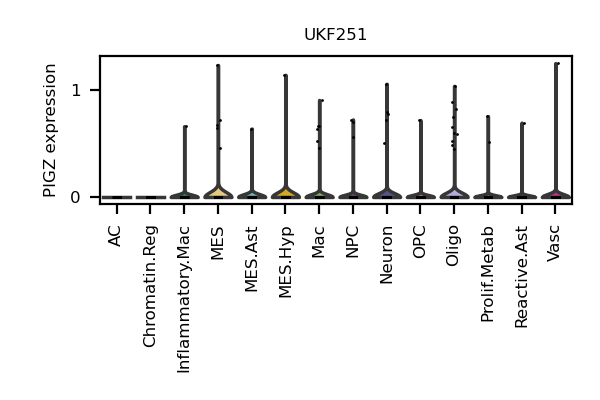 UKF251
PIGZ expression
1
0
AC
Chromatin.Reg
Inflammatory.Mac
MES
MES.Ast
MES.Hyp
Mac
NPC
Neuron
OPC
Oligo
Prolif.Metab
Reactive.Ast
Vasc